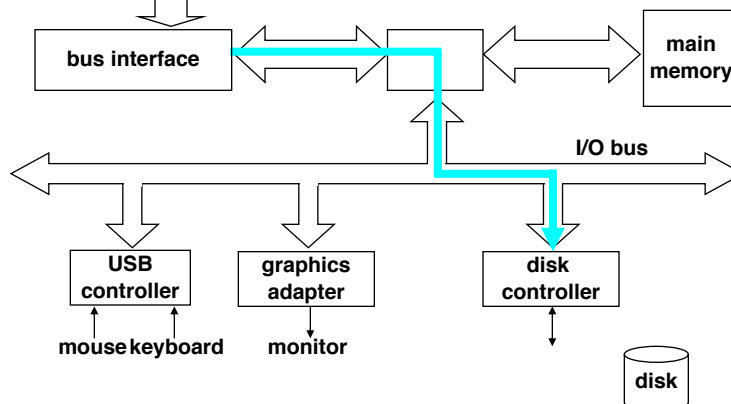 bus interface
main
memory
I/O bus
USB
controller
graphics
adapter
disk
controller
mouse keyboard
monitor
disk